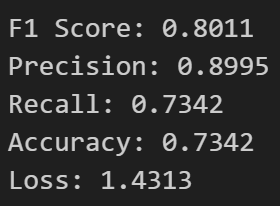 F1 Score: 0.8011
Precision: 0.8995
Recall: 0.7342
Accuracy: 0.7342
Loss: 1.4313